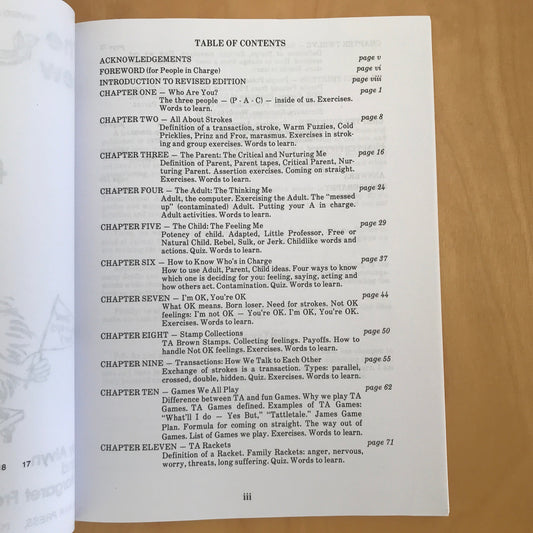 TABLE OF CONTENTS
ACKNOWLEDGEMENTS page v
FOREWORD (for People in Charge) page vi
INTRODUCTION TO REVISED EDITION page viii
CHAPTER ONE — Who Are You? page 1
The three people — (P - A - C) — inside of us. Exercises.
Words to learn.
CHAPTER TWO — All About Strokes page 8
Definition of a transaction, stroke, Warm Fuzzies, Cold
Pricklies, Prinz and Froz, marasmus. Exercises in strok-
ing and group exercises. Words to learn.
CHAPTER THREE — The Parent: The Critical and Nurturing Me page 16
Definition of Parent, Parent tapes, Critical Parent, Nur-
turing Parent. Assertion exercises. Coming on straight.
Exercises. Words to learn.
CHAPTER FOUR — The Adult: The Thinking Me page 24
Adult, the computer. Exercising the Adult. The "messed
up" (contaminated) Adult. Putting your A in charge.
Adult activities. Words to learn.
CHAPTER FIVE — The Child: The Feeling Me page 29
Potency of child. Adapted, Little Professor, Free or
Natural Child. Rebel, Sulk, or Jerk. Childlike words and
actions. Quiz. Words to learn.
CHAPTER SIX — How to Know Who's in Charge page 37
How to use Adult, Parent, Child ideas. Four ways to know
which one is deciding for you: feeling, saying, acting and
how others act. Contamination. Quiz. Words to learn.
CHAPTER SEVEN — I'm OK, You're OK page 44
What OK means. Born loser. Need for strokes. Not OK
feelings: I'm not OK — You're OK. I'm OK, You're OK.
Exercises. Words to learn.
CHAPTER EIGHT — Stamp Collections page 50
TA Brown Stamps. Collecting feelings. Payoffs. How to
handle Not OK feelings. Exercises. Words to learn.
CHAPTER NINE — Transactions: How We Talk to Each Other page 55
Exchange of strokes is a transaction. Types: parallel,
crossed, double, hidden. Quiz. Exercises. Words to learn.
CHAPTER TEN — Games We All Play page 62
Difference between TA and fun Games. Why we play TA
Games. TA Games defined. Examples of TA Games:
"What'll I do — Yes But," "Tattletale." James Game
Plan. Formula for coming on straight. The way out of
Games. List of Games we play. Exercises. Words to learn.
CHAPTER ELEVEN — TA Rackets page 71
Definition of a Racket. Family Rackets: anger, nervous,
worry, threats, long suffering. Quiz. Words to learn.
iii
8 17